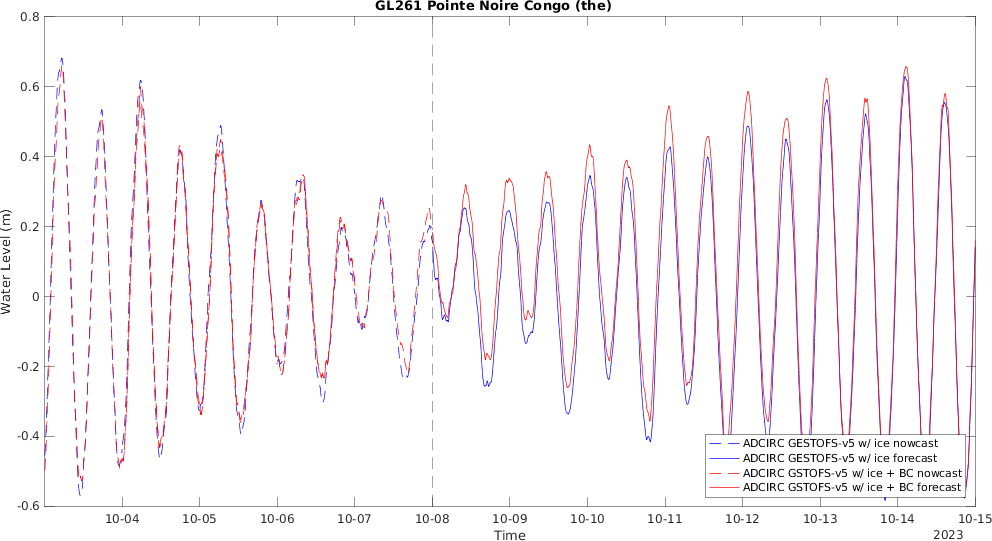 GL261 Pointe Noire Congo (the)
0.8
0.6
0.4
0.2
0
-0.2
-0.4
-0.6
Water Level (m)
10-04 10-05 10-06 10-07 10-08 10-09 10-10 10-11 10-12 10-13 10-14 10-15
Time
2023
ADCIRC GESTOFS-v5 w/ ice nowcast
ADCIRC GESTOFS-v5 w/ ice forecast
ADCIRC GSTOFS-v5 w/ ice + BC nowcast
ADCIRC GSTOFS-v5 w/ ice + BC forecast